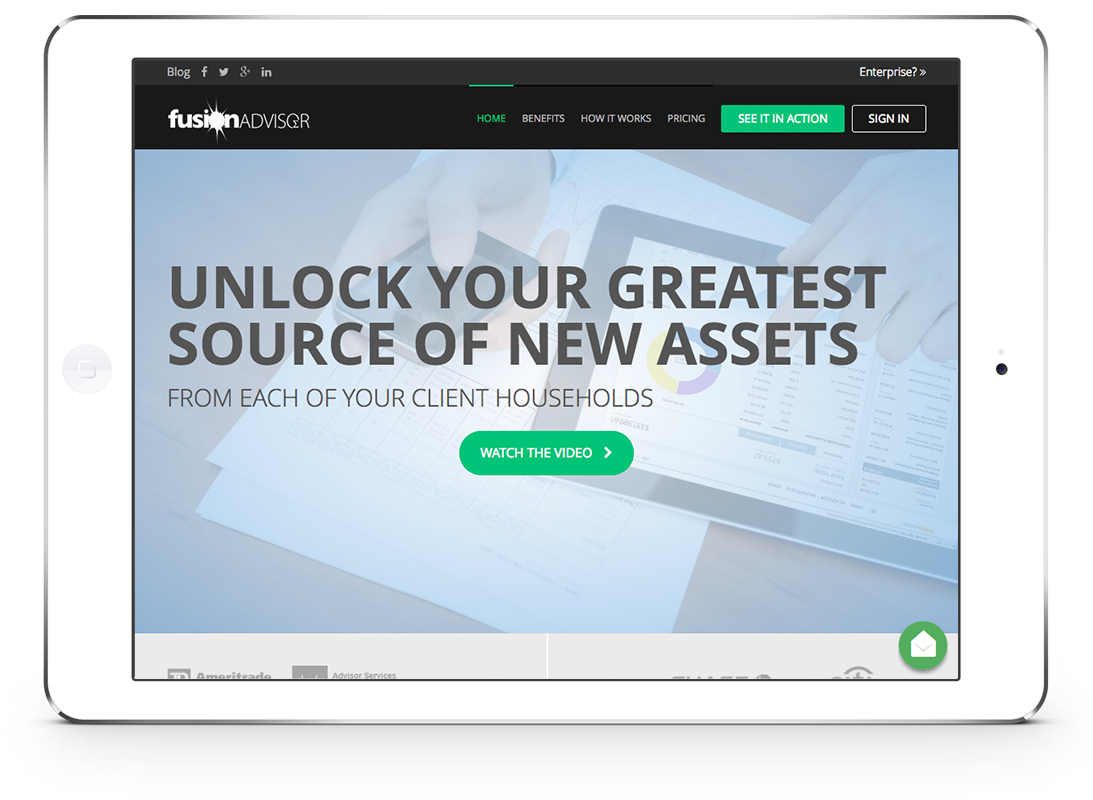 Blog
Enterprise? »
fusionADVISOR
HOME BENEFITS HOW IT WORKS PRICING SEE IT IN ACTION SIGN IN
UNLOCK YOUR GREATEST
SOURCE OF NEW ASSETS
FROM EACH OF YOUR CLIENT HOUSEHOLDS
WATCH THE VIDEO
Ameritrade
Advisor Services